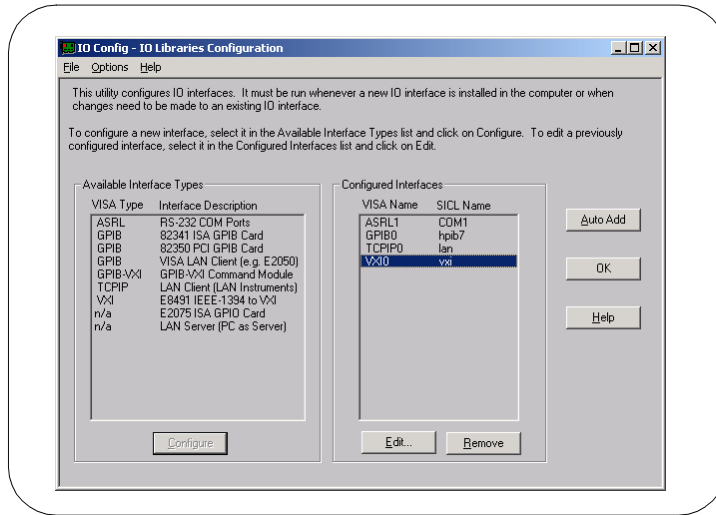 IO Config - IO Libraries Configuration
File Options Help
This utility configures IO interfaces. It must be run whenever a new IO interface is installed in the computer or when
changes need to be made to an existing IO interface.
To configure a new interface, select it in the Available Interface Types list and click on Configure. To edit a previously
configured interface, select it in the Configured Interfaces list and click on Edit.
Available Interface Types
VISA Type Interface Description
ASRL RS-232 COM Ports
GPIB 82341 ISA GPIB Card
GPIB 82350 PCI GPIB Card
GPIB VISA LAN Client (e.g. E2050)
GPIB-VXI GPIB-VXI Command Module
TCPIP LAN Client (LAN Instruments)
VXI E8491 IEEE-1394 to VXI
n/a E2075 ISA GPIO Card
n/a LAN Server (PC as Server)
Configure
Configured Interfaces
VISA Name SICL Name
ASRL1 COM1
GPIB0 hpib7
TCPIP0 lan
VXI0 vxi
Edit... Remove
Auto Add
OK
Help